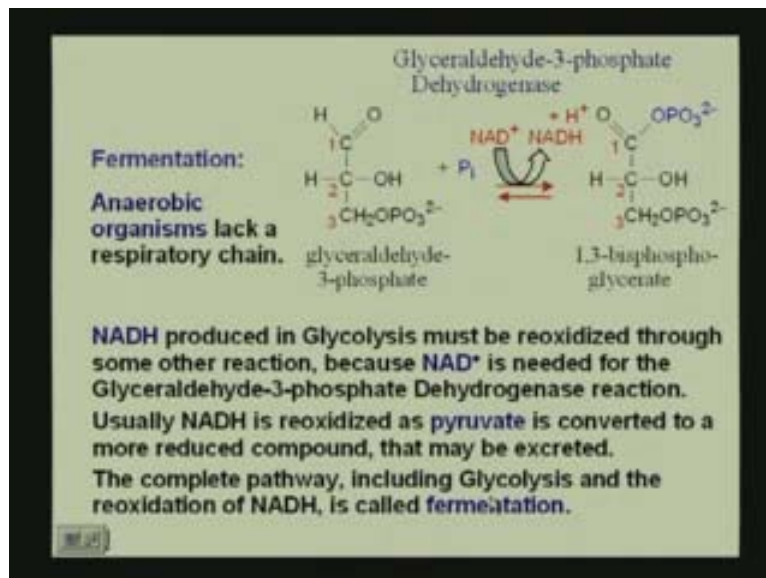 Glyceraldehyde-3-phosphate
Dehydrogenase
H O
+ H⁺ O OPO₃²⁻
1C
NAD⁺ NADH
1C
Fermentation:
+ Pᵢ
H–C–OH
2
H–C–OH
2
Anaerobic
organisms lack a
respiratory chain.
3CH₂OPO₃²⁻
3CH₂OPO₃²⁻
glyceraldehyde-
3-phosphate
1,3-bisphospho-
glycerate
NADH produced in Glycolysis must be reoxidized through
some other reaction, because NAD⁺ is needed for the
Glyceraldehyde-3-phosphate Dehydrogenase reaction.
Usually NADH is reoxidized as pyruvate is converted to a
more reduced compound, that may be excreted.
The complete pathway, including Glycolysis and the
reoxidation of NADH, is called fermentation.